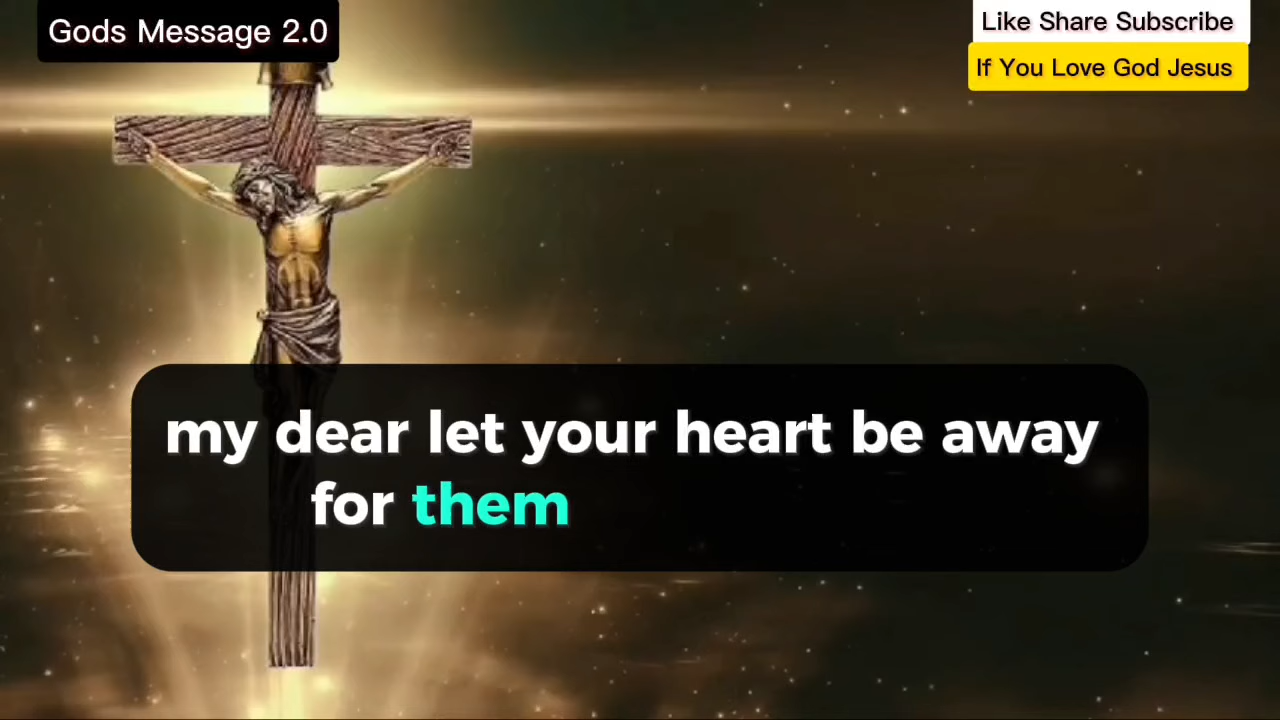 Gods Message 2.0
Like Share Subscribe
If You Love God Jesus
my dear let your heart be away
for them